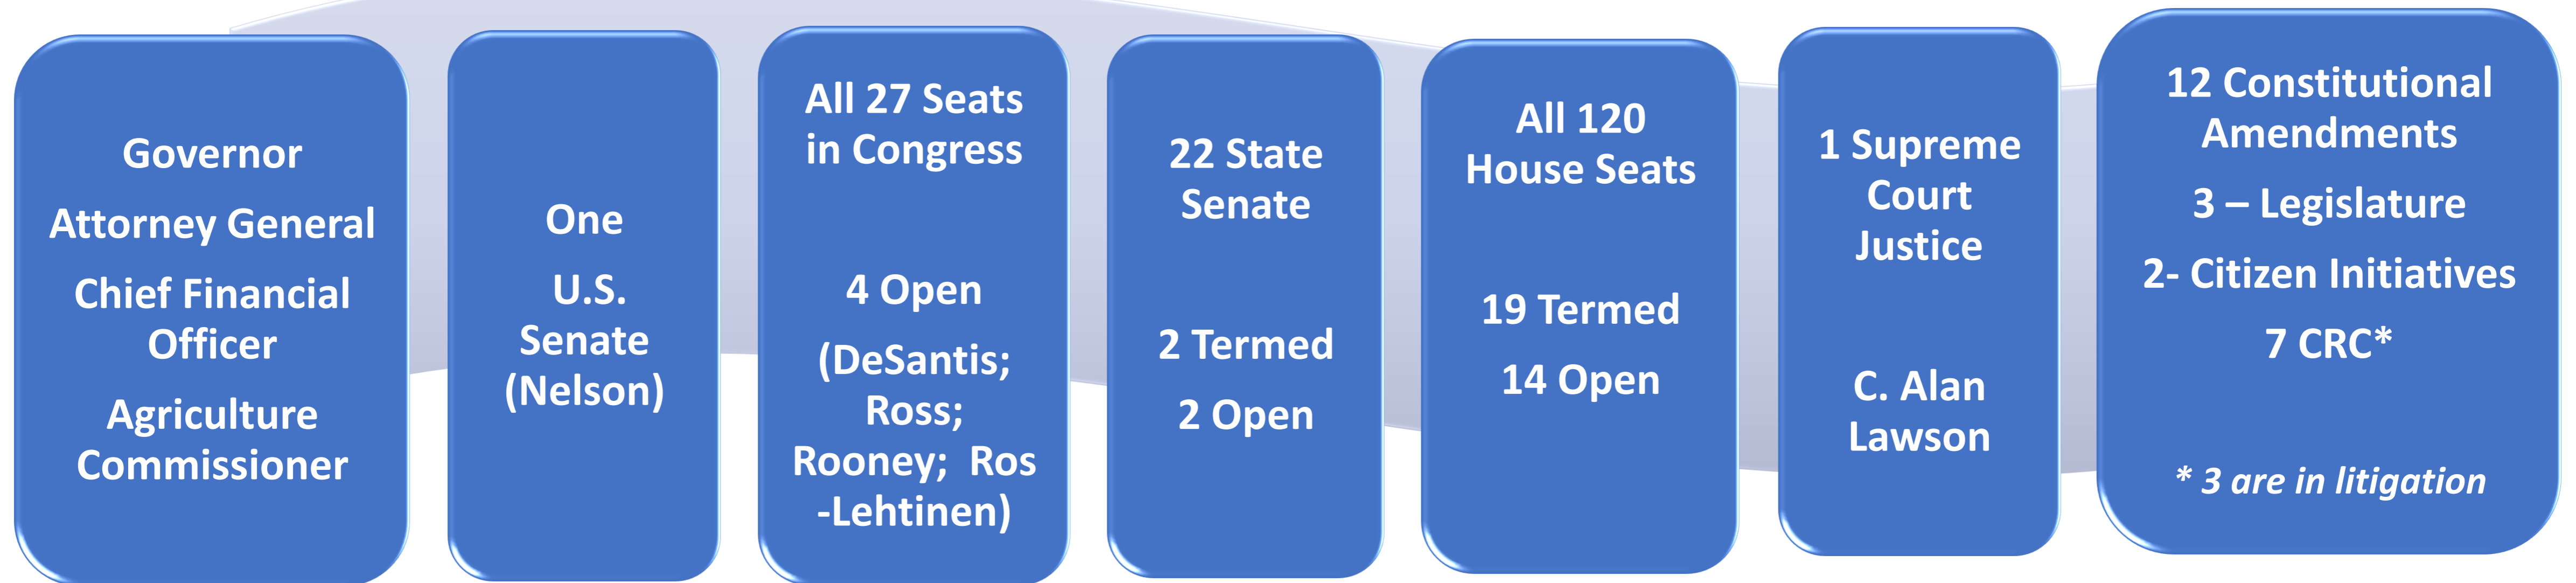 Governor
Attorney General
Chief Financial
Officer
Agriculture
Commissioner
One
U.S.
Senate
(Nelson)
All 27 Seats
in Congress
4 Open
(DeSantis;
Ross;
Rooney;  Ros
-Lehtinen)
22 State
Senate
2 Termed
2 Open
All 120
House Seats
19 Termed
14 Open
1 Supreme
Court
Justice
C. Alan
Lawson
12 Constitutional
Amendments
3 – Legislature
2- Citizen Initiatives
7 CRC*
* 3 are in litigation